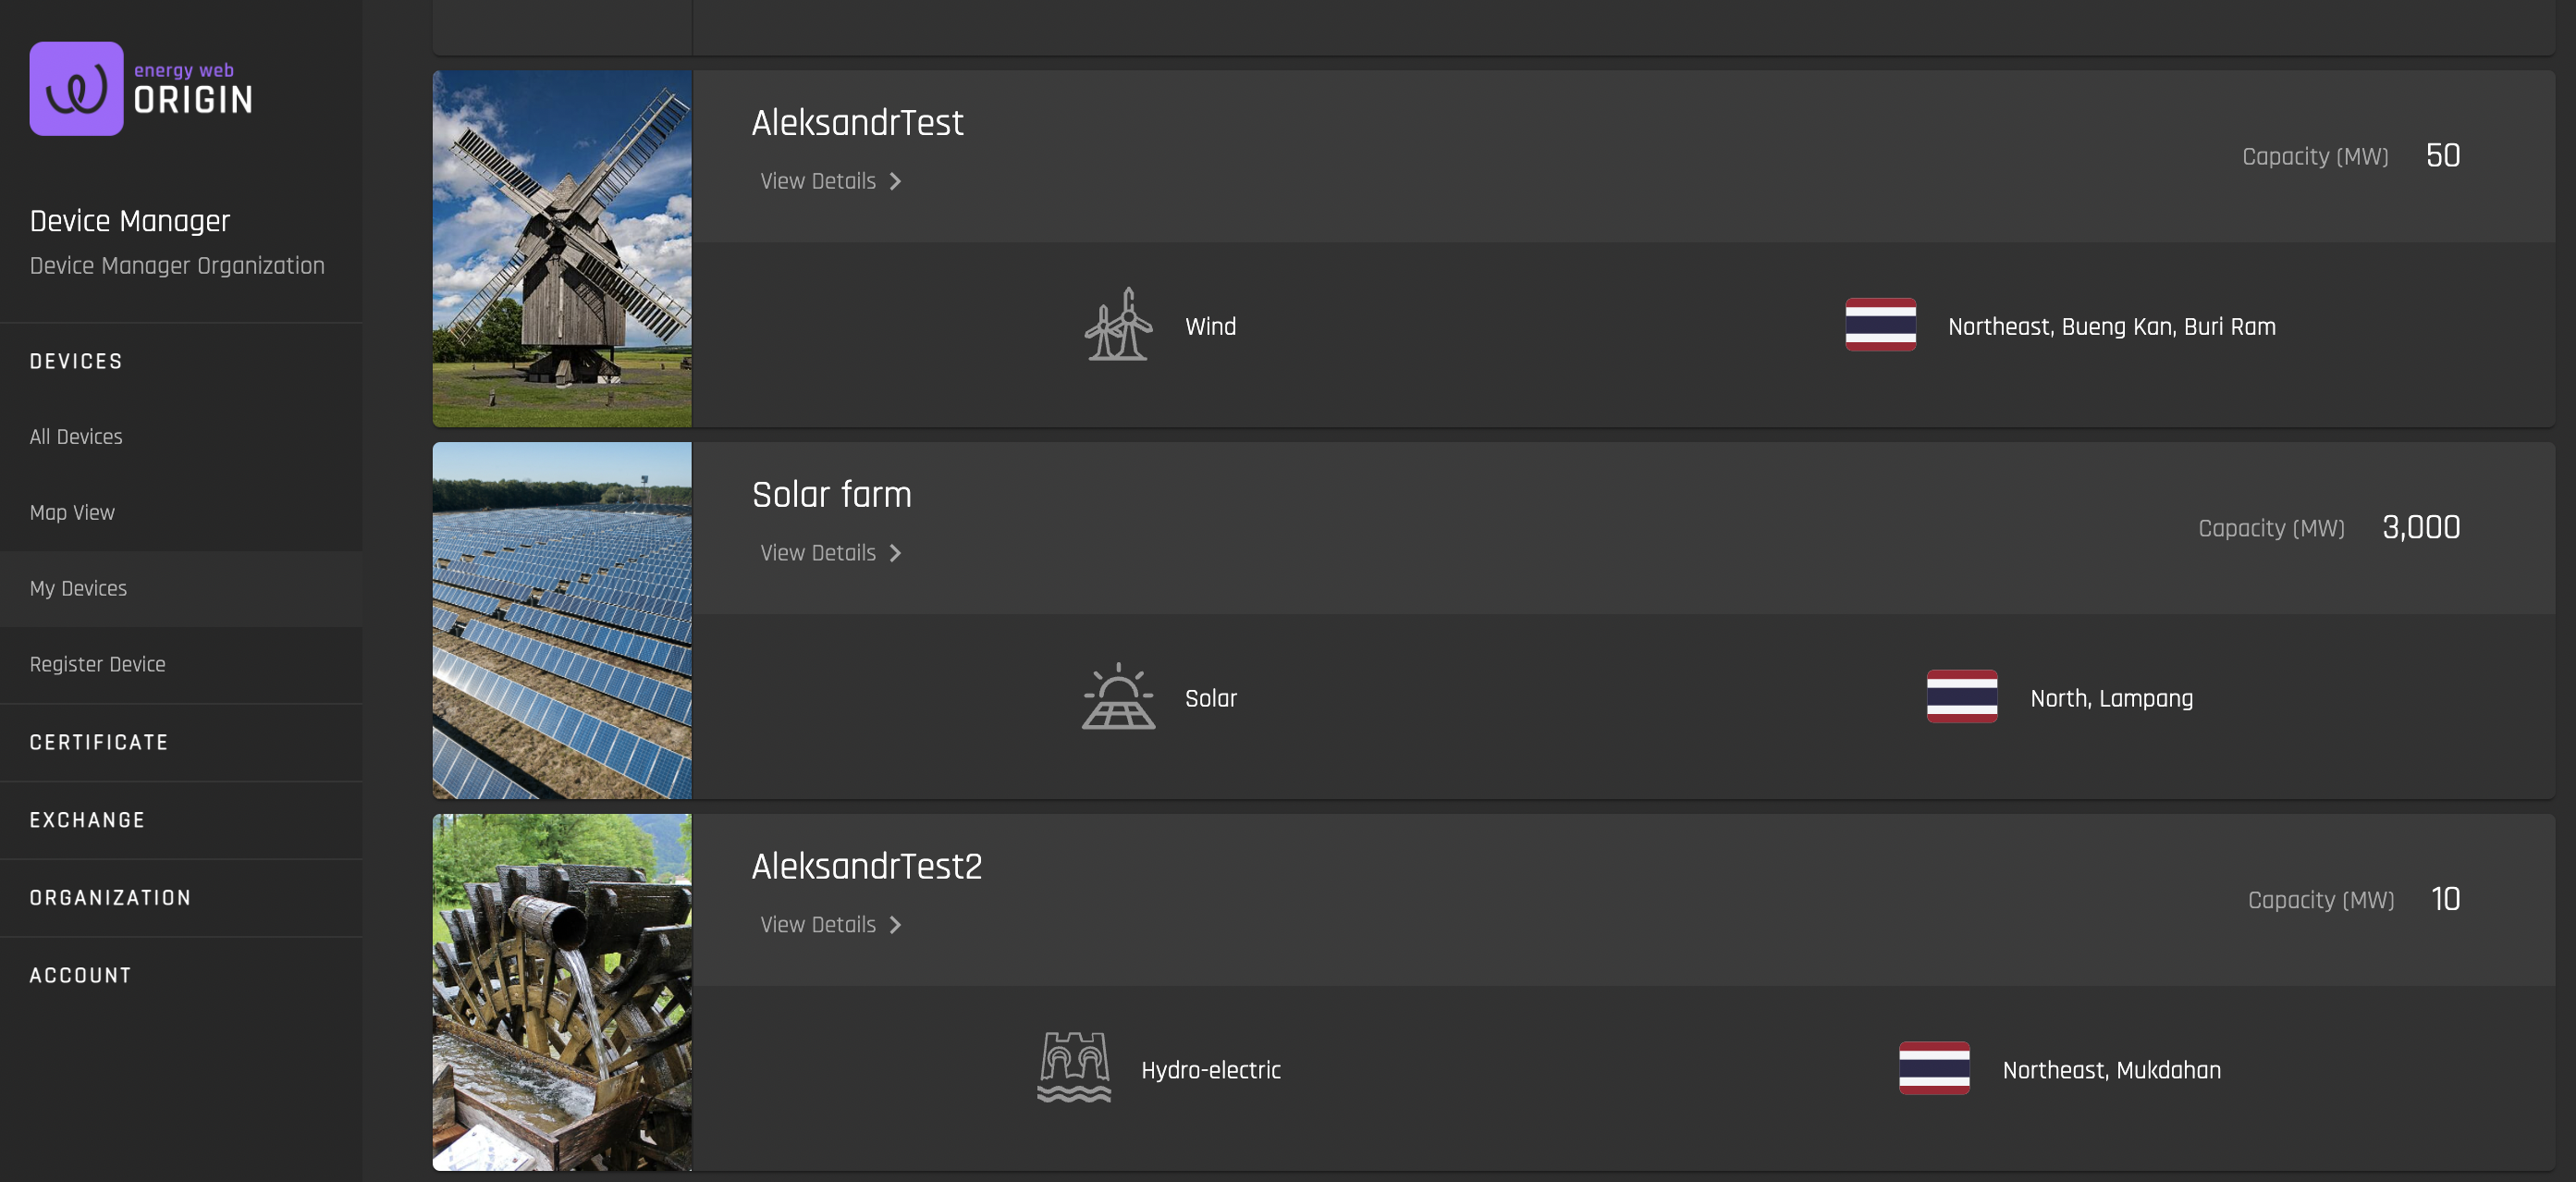 energy web
ORIGIN
Device Manager
Device Manager Organization
DEVICES
All Devices
Map View
My Devices
Register Device
CERTIFICATE
EXCHANGE
ORGANIZATION
ACCOUNT
AleksandrTest
View Details
Capacity (MW) 50
Wind
Northeast, Bueng Kan, Buri Ram
Solar farm
View Details
Capacity (MW) 3,000
Solar
North, Lampang
AleksandrTest2
View Details
Capacity (MW) 10
Hydro-electric
Northeast, Mukdahan